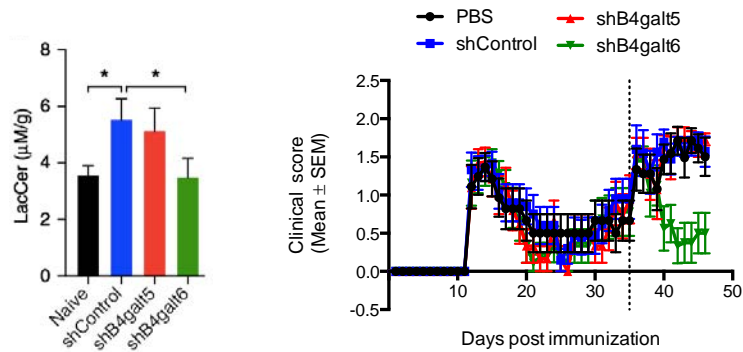 LacCer (μM/g)
8
6
4
2
0
* *
Naive
shControl
shB4galt5
shB4galt6
PBS
shControl
shB4galt5
shB4galt6
Clinical score
(Mean ± SEM)
2.5
2.0
1.5
1.0
0.5
0.0
-0.5
10 20 30 40 50
Days post immunization